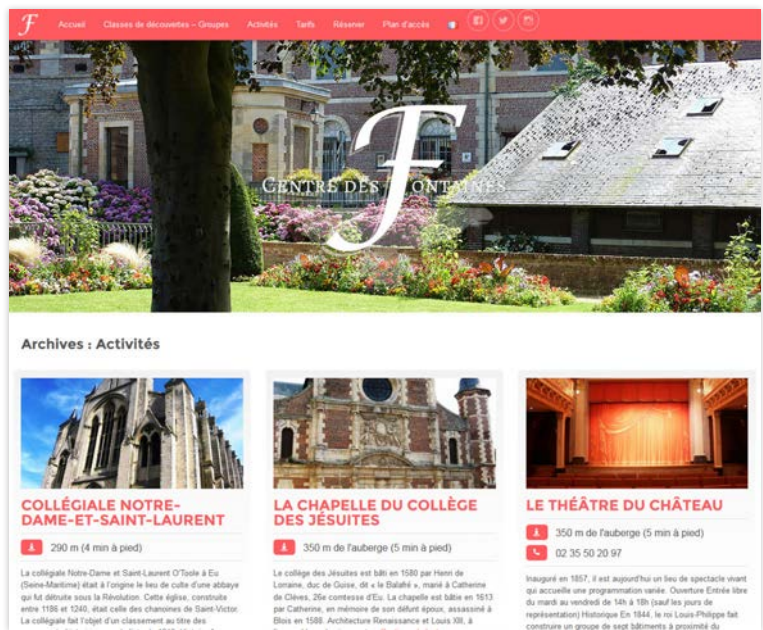 F
Accueil Classes de découvertes – Groupes Activités Tarifs Réserver Plan d'accès
CENTRE DES FONTAINES
Archives : Activités
COLLÉGIALE NOTRE-
DAME-ET-SAINT-LAURENT
290 m (4 min à pied)
La collégiale Notre-Dame et Saint-Laurent O'Toole à Eu
(Seine-Maritime) était à l'origine le lieu de culte d'une abbaye
qui fut détruite sous la Révolution. Cette église, construite
entre 1186 et 1240, était celle des chanoines de Saint-Victor.
La collégiale fait l'objet d'un classement au titre des
LA CHAPELLE DU COLLÈGE
DES JÉSUITES
350 m de l'auberge (5 min à pied)
Le collège des Jésuites est bâti en 1580 par Henri de
Lorraine, duc de Guise, dit « le Balafré », marié à Catherine
de Clèves, 26e comtesse d'Eu. La chapelle est bâtie en 1613
par Catherine, en mémoire de son défunt époux, assassiné à
Blois en 1588. Architecture Renaissance et Louis XIII, à
LE THÉÂTRE DU CHÂTEAU
350 m de l'auberge (5 min à pied)
02 35 50 20 97
Inauguré en 1857, il est aujourd'hui un lieu de spectacle vivant
qui accueille une programmation variée. Ouverture Entrée libre
du mardi au vendredi de 14h à 18h (sauf les jours de
représentation) Historique En 1844, le roi Louis-Philippe fait
construire un groupe de sept bâtiments à proximité du